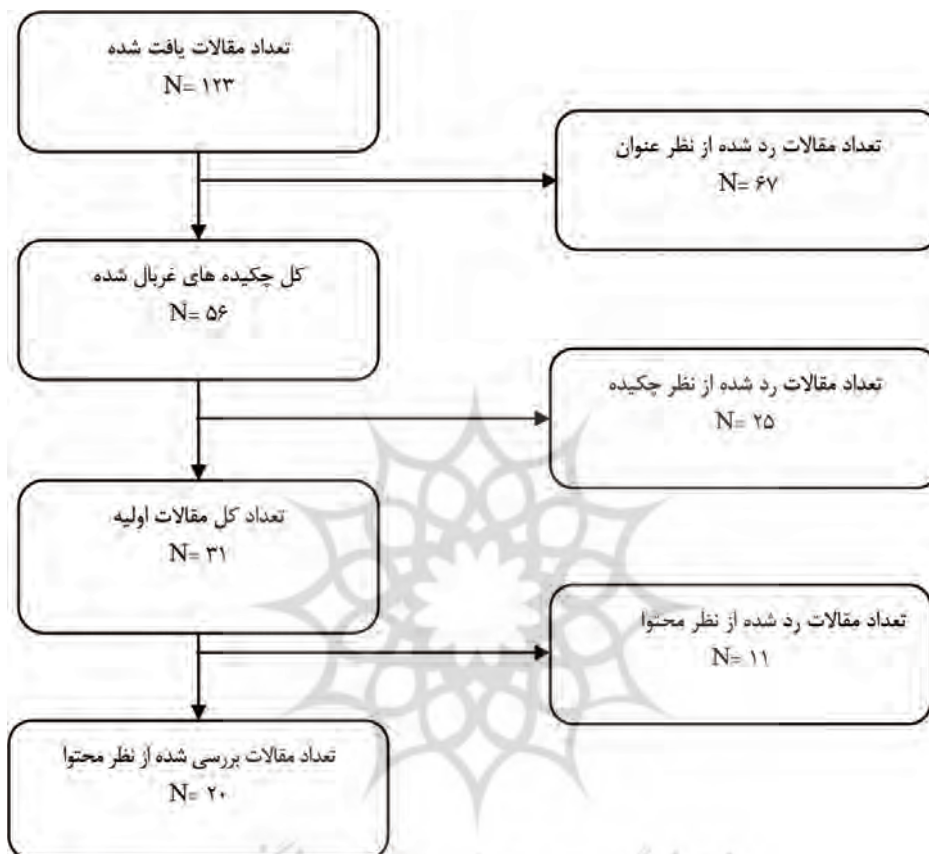 تعداد مقالات یافت شده
N= ۱۲۳
تعداد مقالات رد شده از نظر عنوان
N= ۶۷
کل چکیده های غربال شده
N= ۵۶
تعداد مقالات رد شده از نظر چکیده
N= ۲۵
تعداد کل مقالات اولیه
N= ۳۱
تعداد مقالات رد شده از نظر محتوا
N= ۱۱
تعداد مقالات بررسی شده از نظر محتوا
N= ۲۰